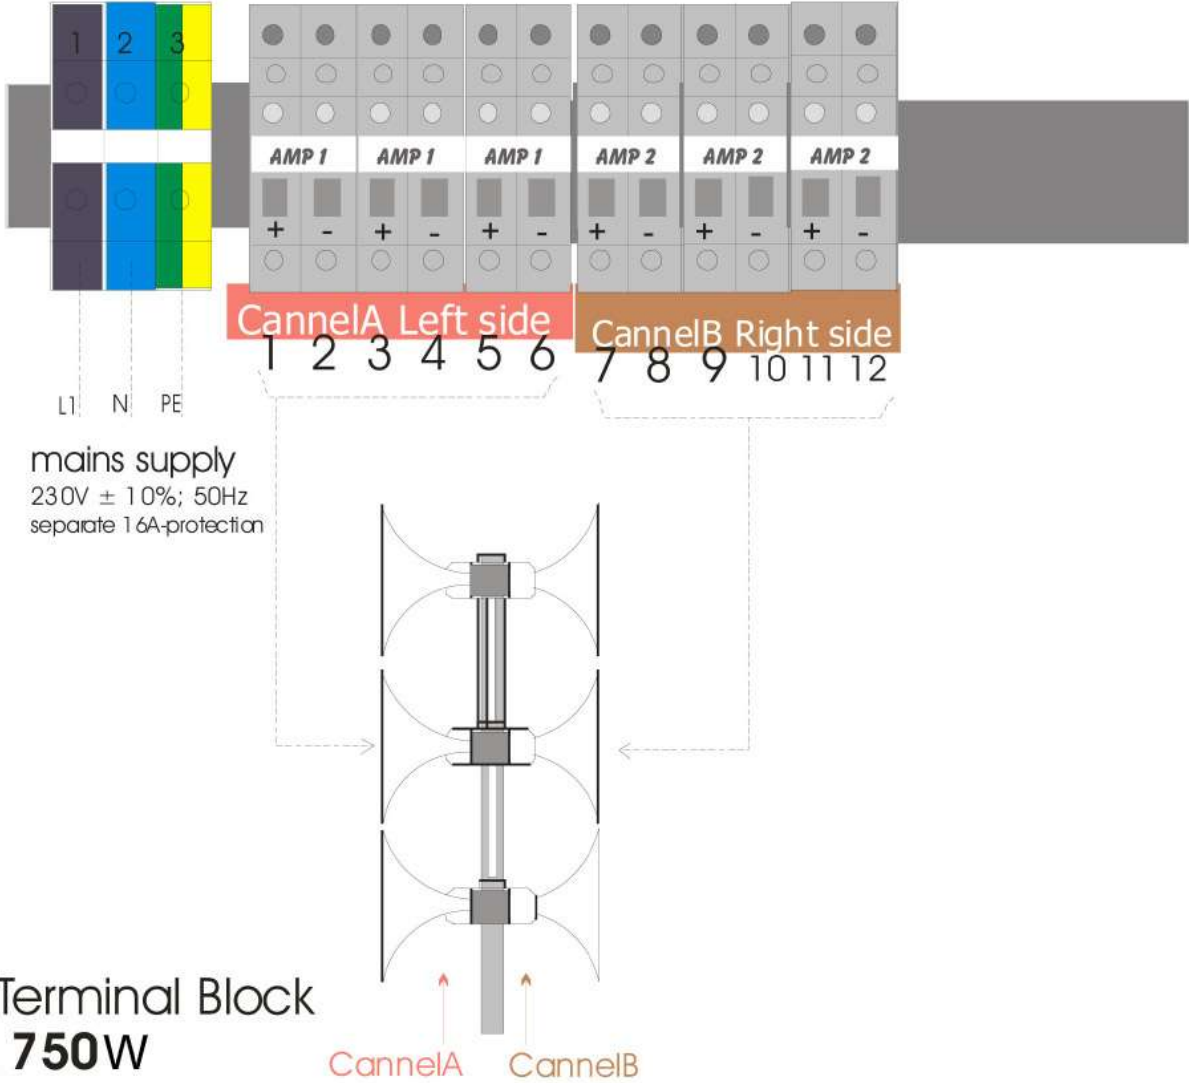 1 2 3
AMP 1 AMP 1 AMP 1 AMP 2 AMP 2 AMP 2
+ - + - + - + - + - + -
CannelA Left side
CannelB Right side
1 2 3 4 5 6 7 8 9 10 11 12
L1 N PE
mains supply
230V ± 10%; 50Hz
separate 16A-protection
Terminal Block
750W
CannelA CannelB